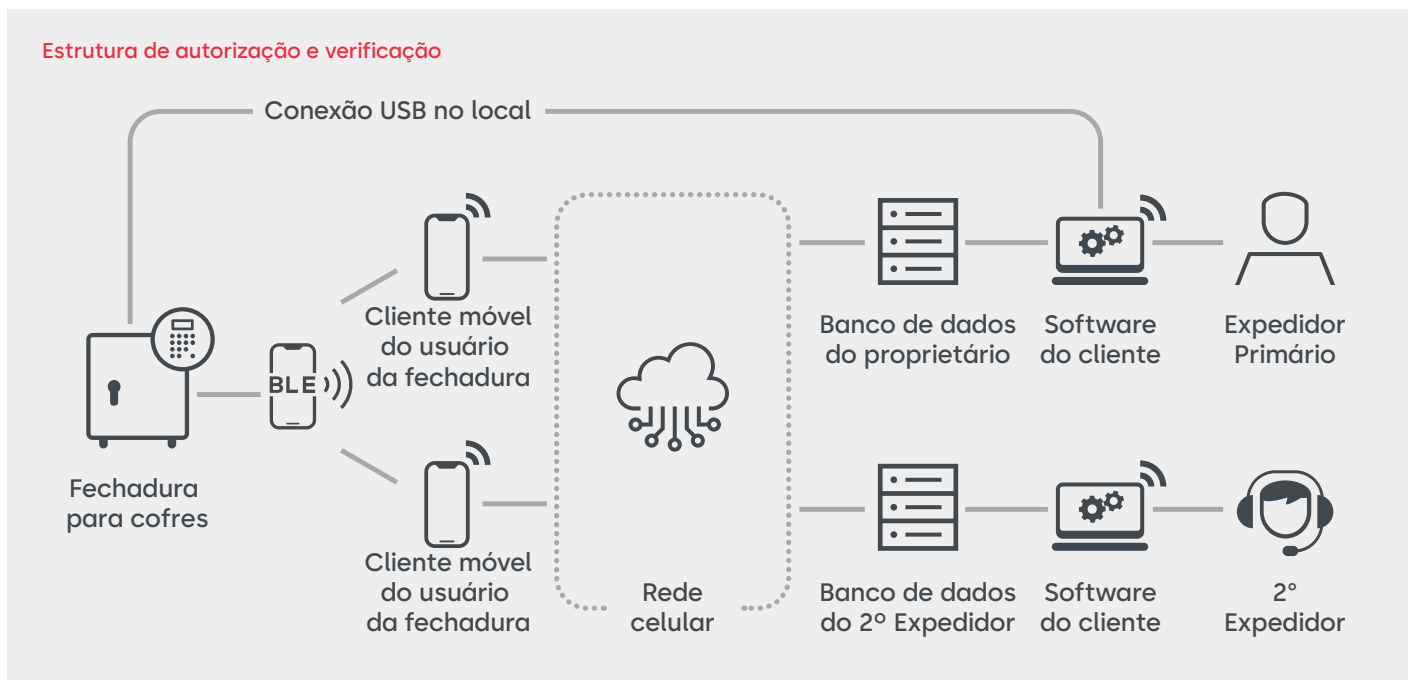 Estrutura de autorização e verificação
Conexão USB no local
Cliente móvel
do usuário
da fechadura
Banco de dados
do proprietário
Software
do cliente
Expedidor
Primário
BLE
Fechadura
para cofres
Cliente móvel
do usuário
da fechadura
Rede
celular
Banco de dados
do 2º Expedidor
Software
do cliente
2°
Expedidor